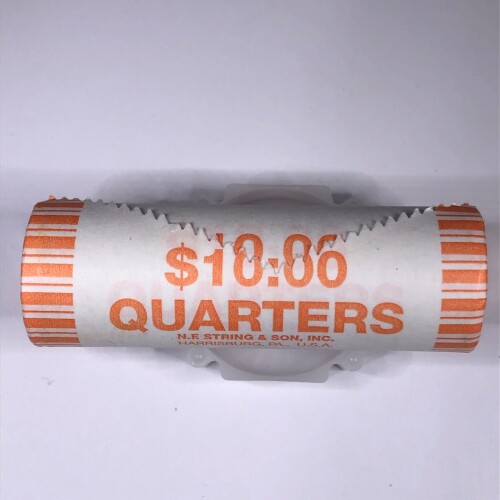 $10.00
QUARTERS
N.F. STRING & SON, INC.
HARRISBURG, PA., U.S.A.